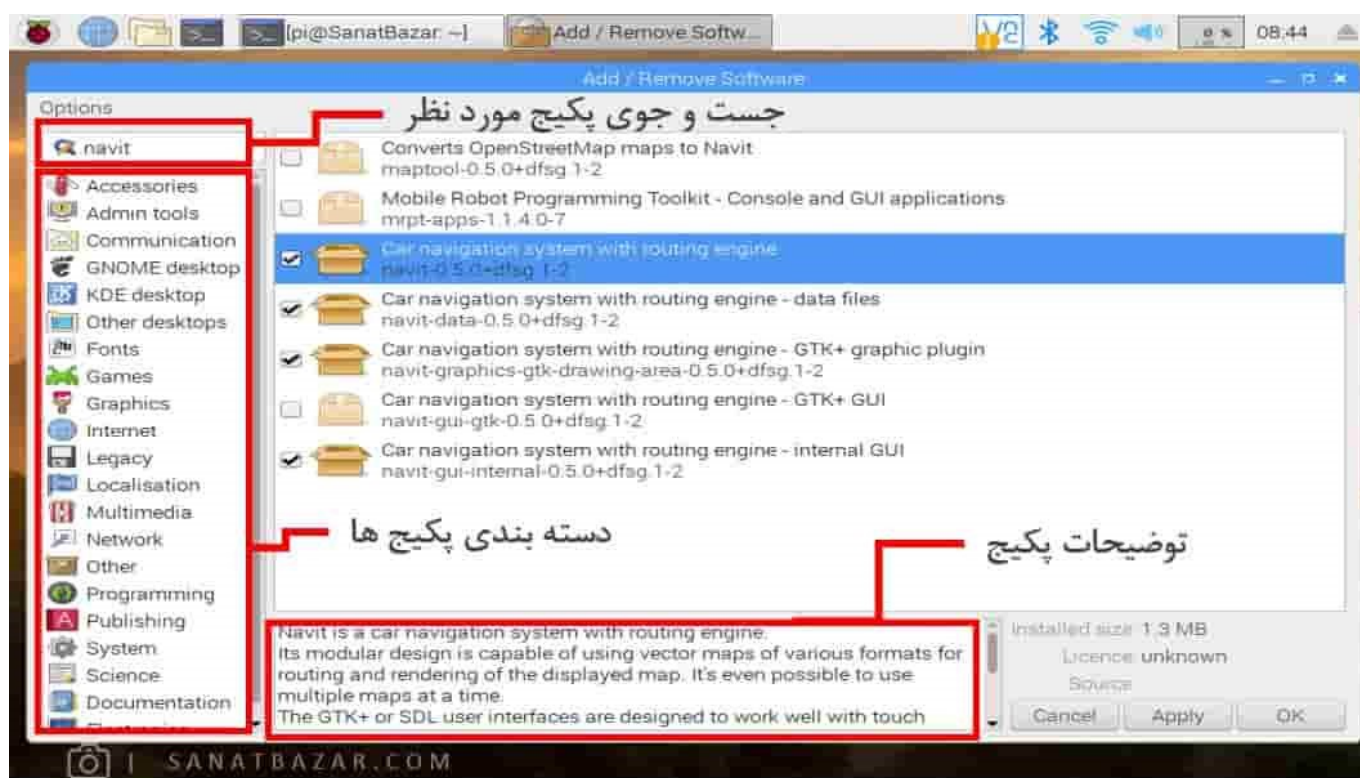 [pi@SanatBazar: ~]
Add / Remove Softw...
V2
0 %
08:44
Add / Remove Software
Options
جست و جوی پکیج مورد نظر
navit
Accessories
Admin tools
Communication
GNOME desktop
KDE desktop
Other desktops
Fonts
Games
Graphics
Internet
Legacy
Localisation
Multimedia
Network
Other
Programming
Publishing
System
Science
Documentation
Converts OpenStreetMap maps to Navit
maptool-0.5.0+dfsg.1-2
Mobile Robot Programming Toolkit - Console and GUI applications
mrpt-apps-1.1.4.0-7
Car navigation system with routing engine
navit-0.5.0+dfsg.1-2
Car navigation system with routing engine - data files
navit-data-0.5.0+dfsg.1-2
Car navigation system with routing engine - GTK+ graphic plugin
navit-graphics-gtk-drawing-area-0.5.0+dfsg.1-2
Car navigation system with routing engine - GTK+ GUI
navit-gui-gtk-0.5.0+dfsg.1-2
Car navigation system with routing engine - internal GUI
navit-gui-internal-0.5.0+dfsg.1-2
دسته بندی پکیج ها
توضیحات پکیج
Navit is a car navigation system with routing engine.
Its modular design is capable of using vector maps of various formats for
routing and rendering of the displayed map. It's even possible to use
multiple maps at a time.
The GTK+ or SDL user interfaces are designed to work well with touch
Installed size 1.3 MB
Licence unknown
Source
Cancel
Apply
OK
SANATBAZAR.COM